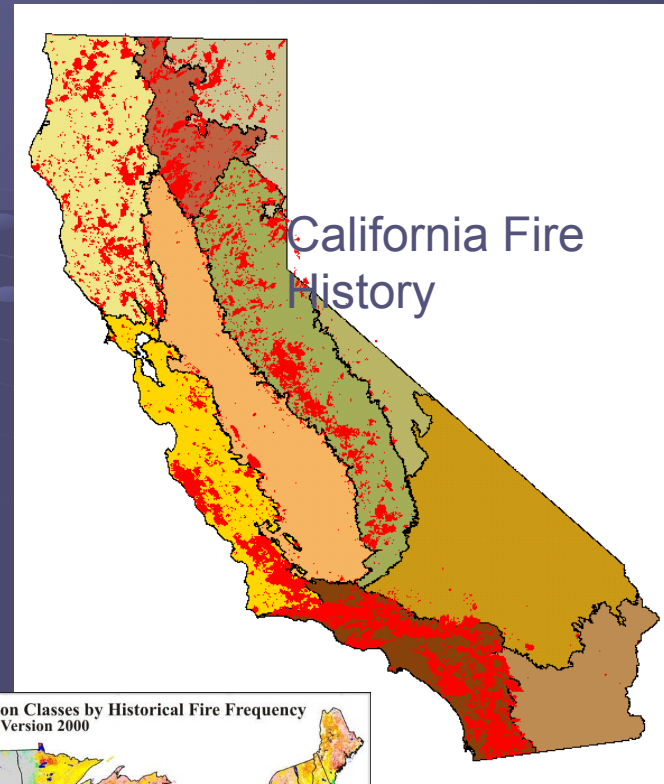 California Fire
History
on Classes by Historical Fire Frequency
Version 2000